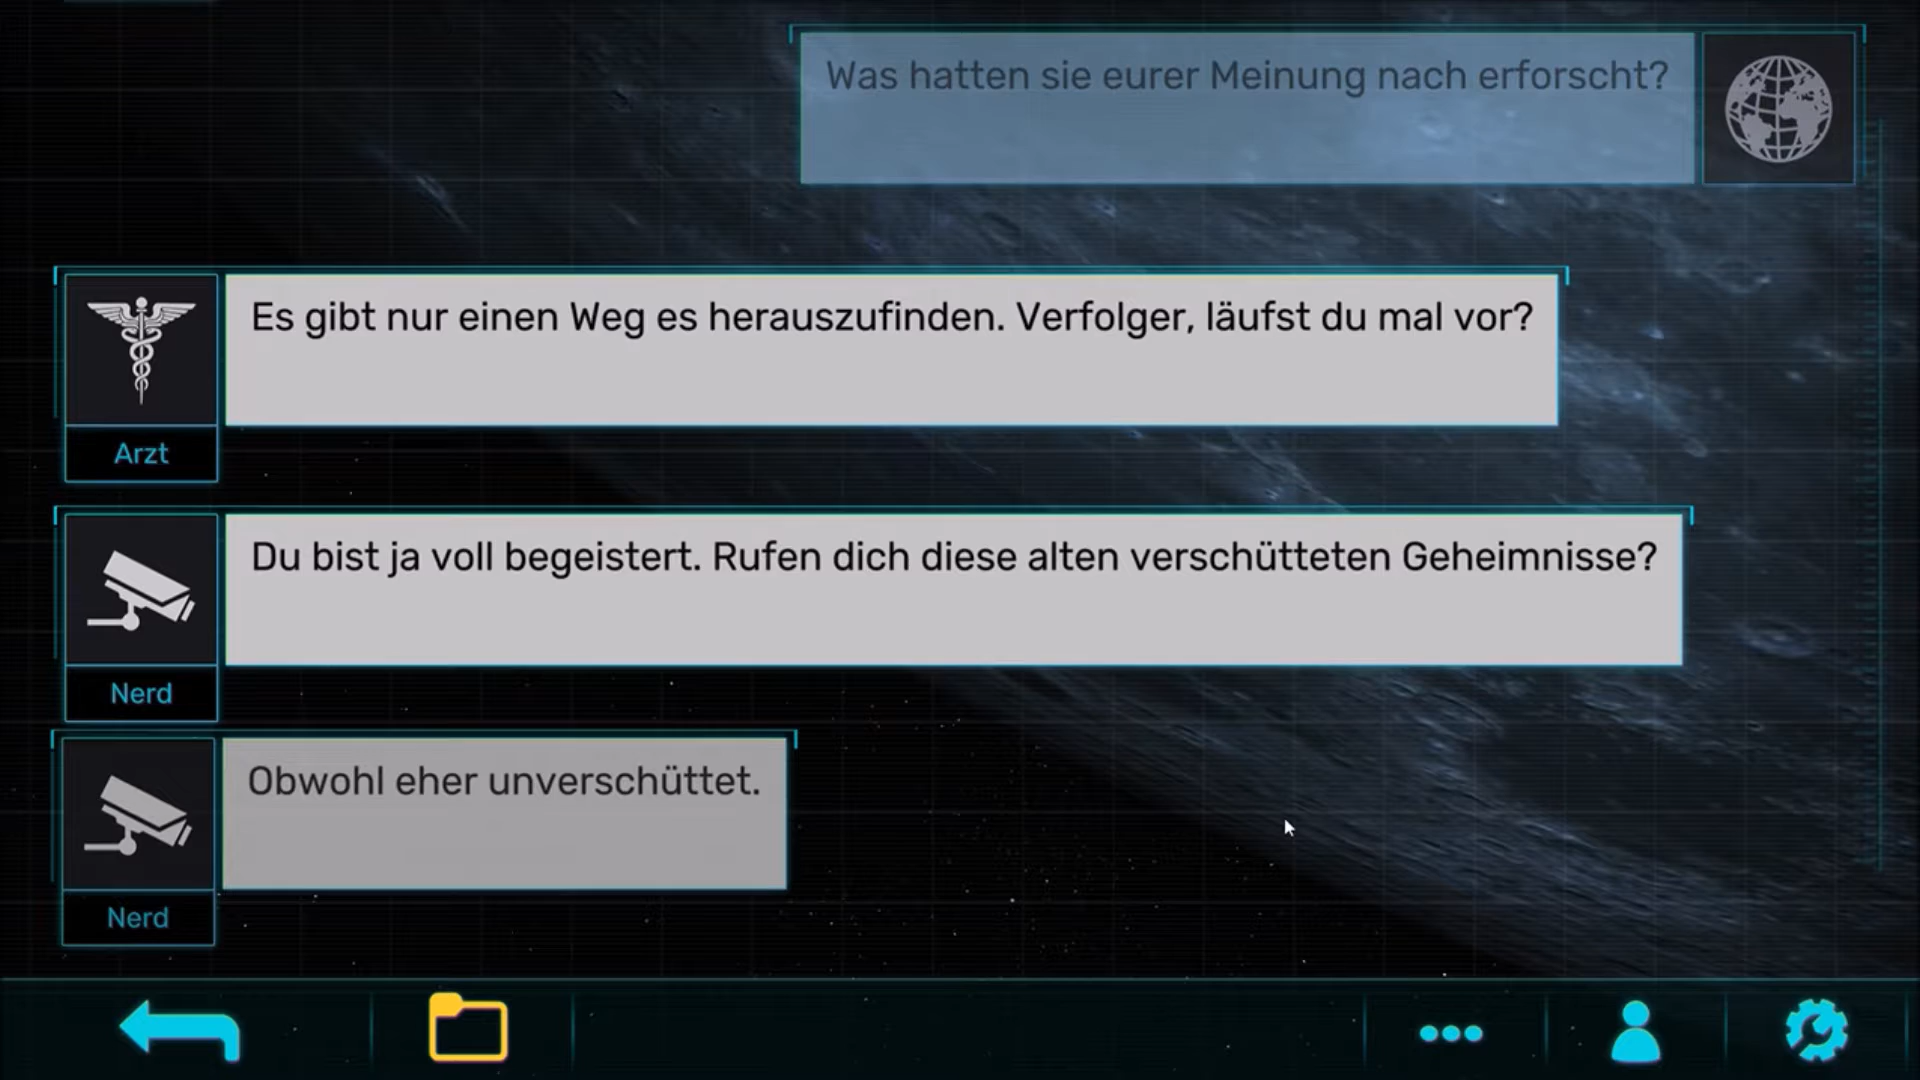 Was hatten sie eurer Meinung nach erforscht?
Es gibt nur einen Weg es herauszufinden. Verfolger, läufst du mal vor?
Arzt
Du bist ja voll begeistert. Rufen dich diese alten verschütteten Geheimnisse?
Nerd
Obwohl eher unverschüttet.
Nerd